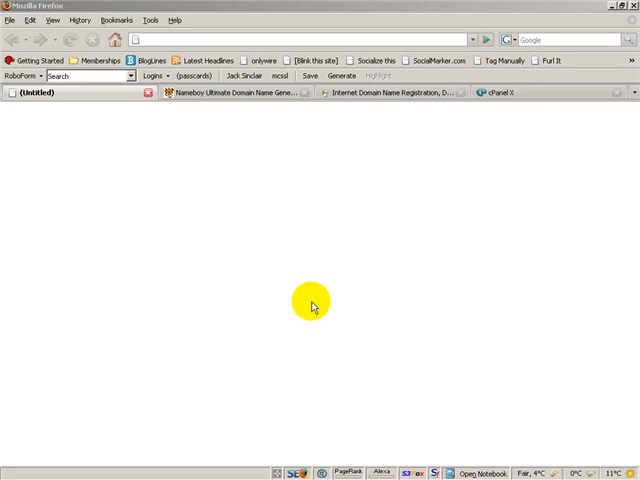 Mozilla Firefox
File Edit View History Bookmarks Tools Help
G Google
Getting Started Memberships B BlogLines Latest Headlines onlywire [Blink this site] Socialize this SocialMarker.com Tag Manually Furl It »
RoboForm Search Logins (passcards) Jack Sinclair mcssl Save Generate Highlight
(Untitled) Nameboy Ultimate Domain Name Gene... Internet Domain Name Registration, D... cPanel X
SEO PageRank Alexa S3Fox S! Open Notebook Fair, 4°C 0°C 11°C